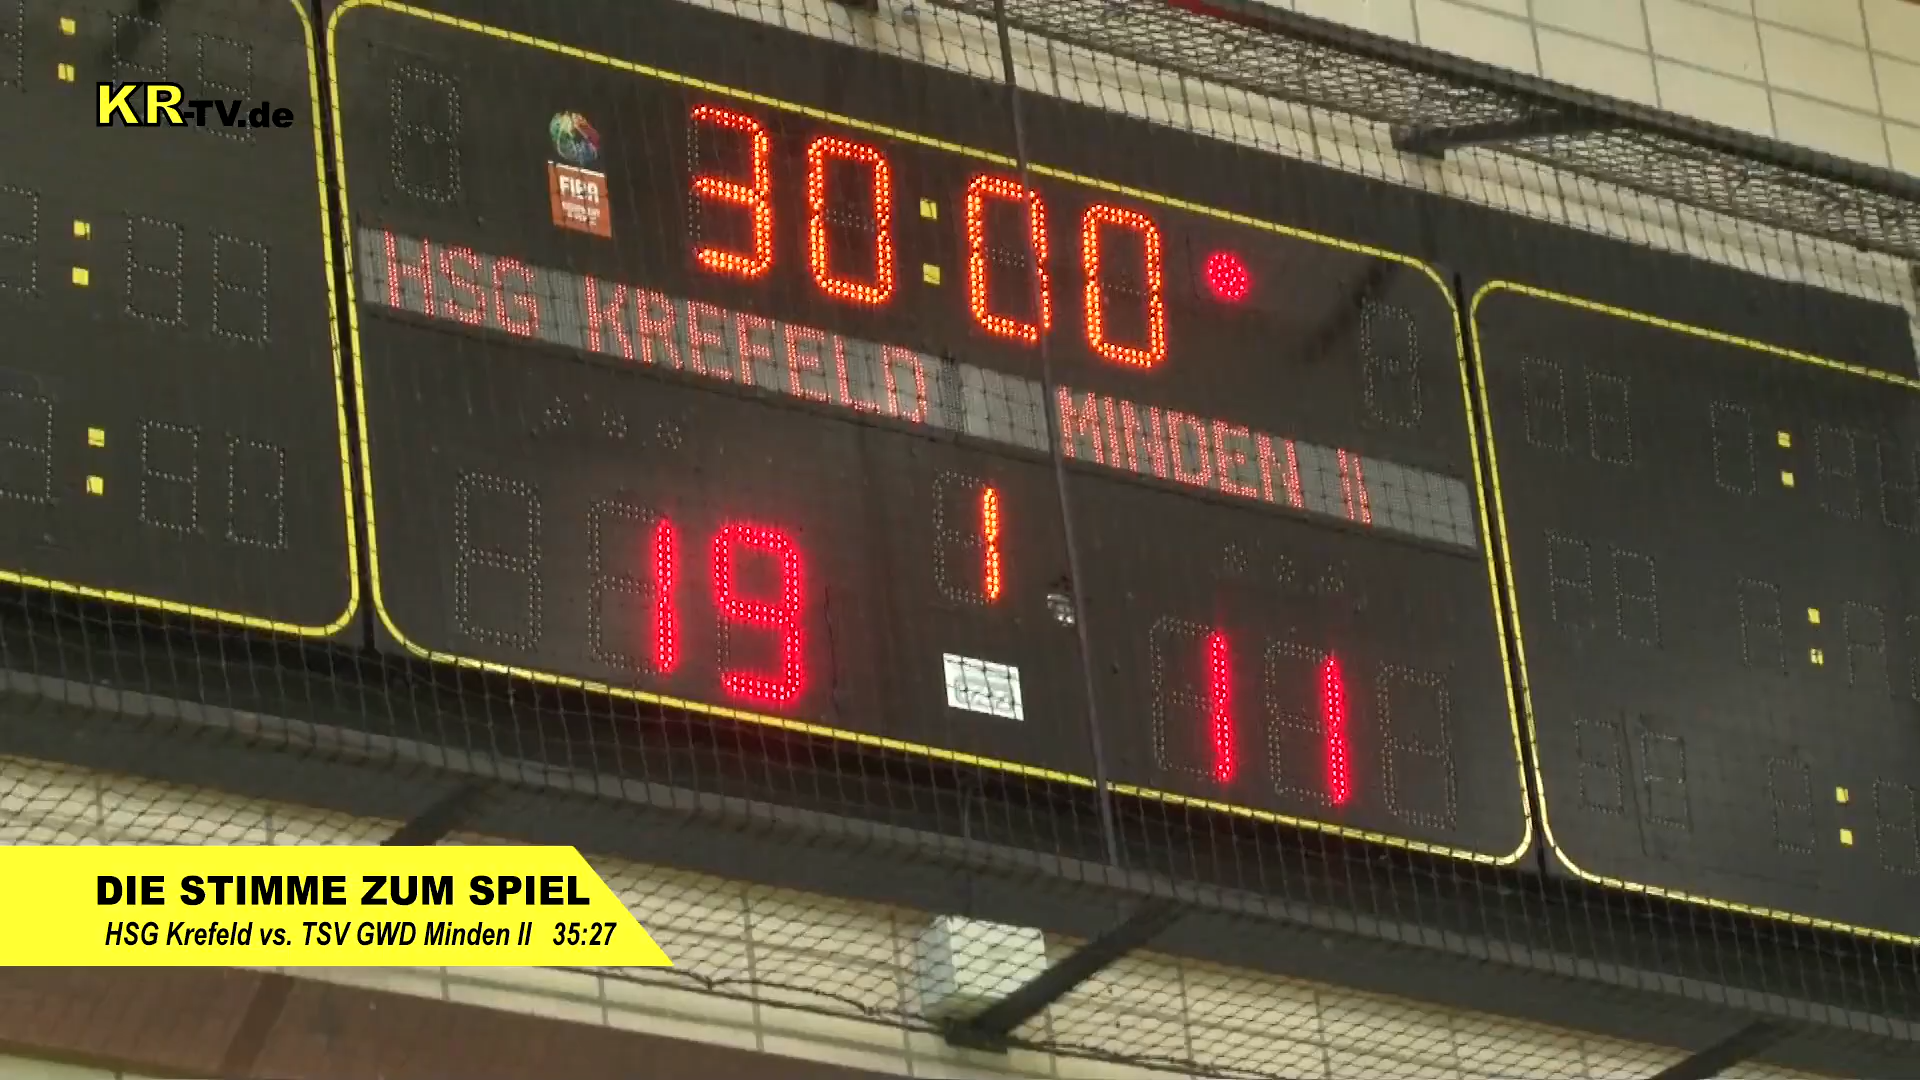 KR-TV.de
30:00
FIBA
HSG KREFELD MINDEN II
1
19 11
DIE STIMME ZUM SPIEL
HSG Krefeld vs. TSV GWD Minden II 35:27